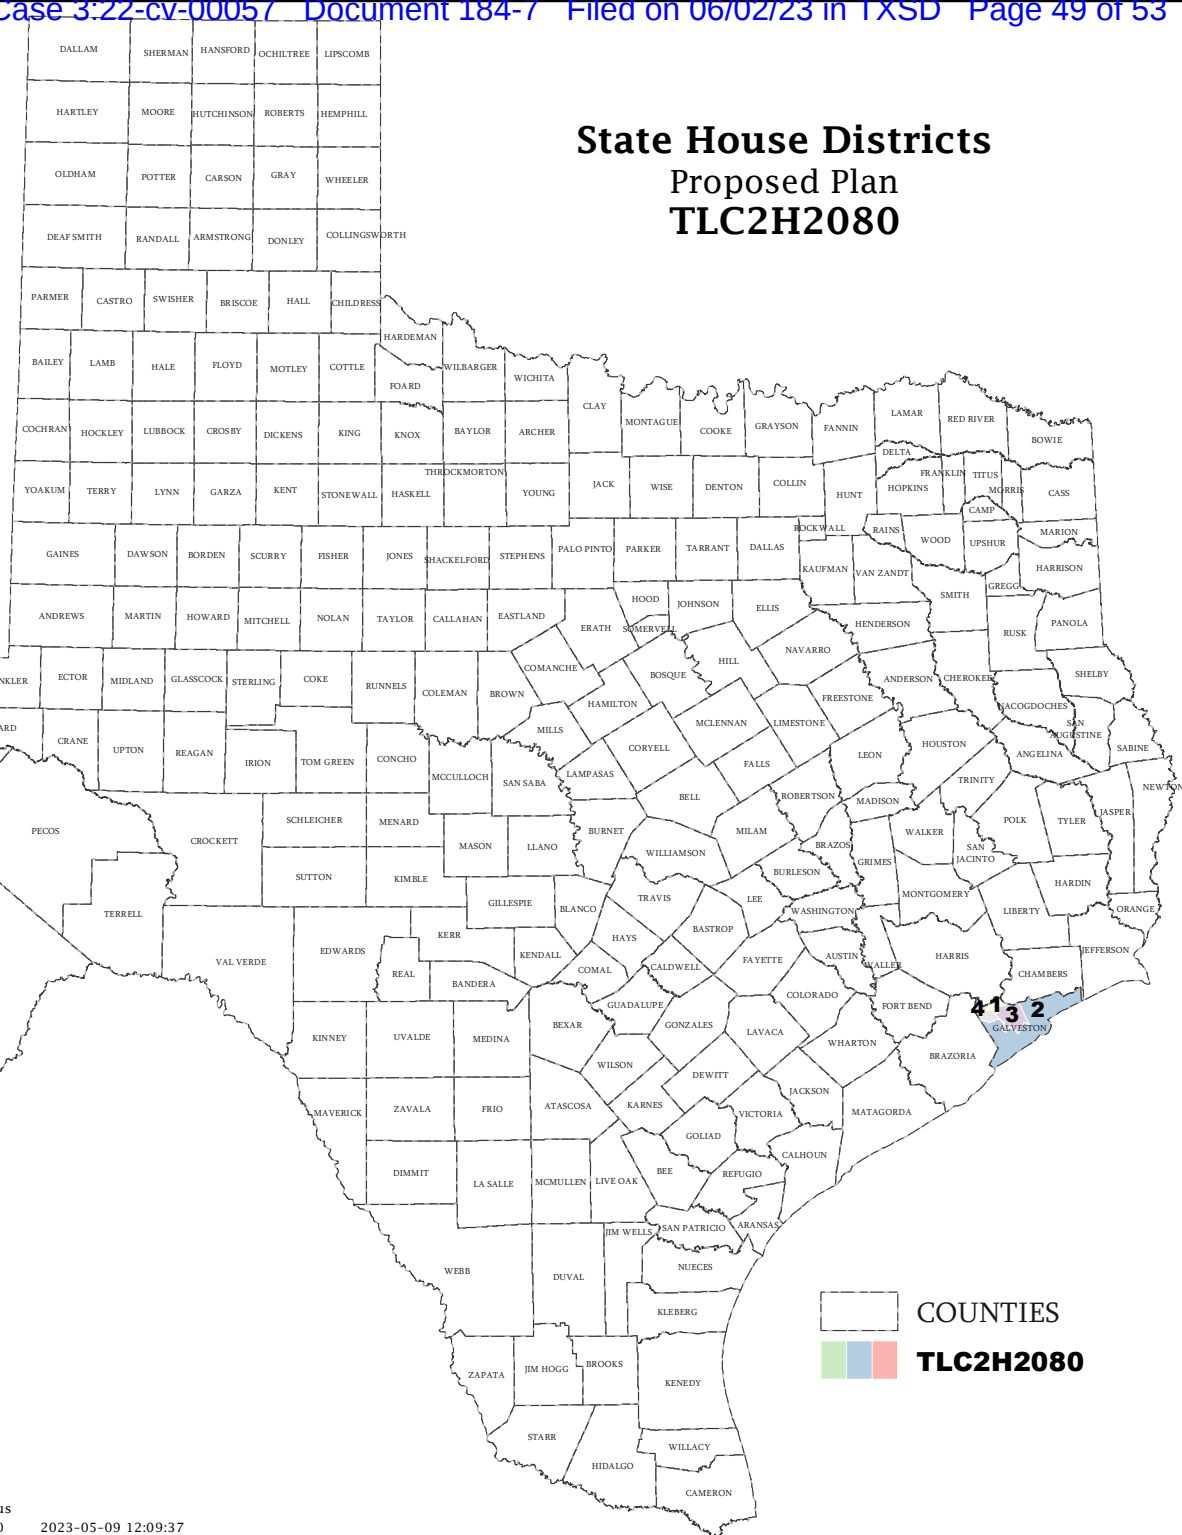 Case 3:22-cv-00057 Document 184-7 Filed on 06/02/23 in TXSD Page 49 of 53
State House Districts
Proposed Plan
TLC2H2080
DALLAM SHERMAN HANSFORD OCHILTREE LIPSCOMB
HARTLEY MOORE HUTCHINSON ROBERTS HEMPHILL
OLDHAM POTTER CARSON GRAY WHEELER
DEAF SMITH RANDALL ARMSTRONG DONLEY COLLINGSWORTH
PARMER CASTRO SWISHER BRISCOE HALL CHILDRESS
HARDEMAN
BAILEY LAMB HALE FLOYD MOTLEY COTTLE FOARD WILBARGER WICHITA
CLAY MONTAGUE COOKE GRAYSON FANNIN LAMAR RED RIVER BOWIE
COCHRAN HOCKLEY LUBBOCK CROSBY DICKENS KING KNOX BAYLOR ARCHER
DELTA
YOAKUM TERRY LYNN GARZA KENT STONEWALL HASKELL THROCKMORTON YOUNG JACK WISE DENTON COLLIN HUNT HOPKINS FRANKLIN TITUS MORRIS CASS
CAMP
GAINES DAWSON BORDEN SCURRY FISHER JONES SHACKELFORD STEPHENS PALO PINTO PARKER TARRANT DALLAS ROCKWALL RAINS WOOD UPSHUR MARION
KAUFMAN VAN ZANDT GREGG HARRISON
SMITH
ANDREWS MARTIN HOWARD MITCHELL NOLAN TAYLOR CALLAHAN EASTLAND ERATH HOOD SOMERVELL JOHNSON ELLIS HENDERSON RUSK PANOLA
NKLER ECTOR MIDLAND GLASSCOCK STERLING COKE RUNNELS COLEMAN BROWN COMANCHE HAMILTON BOSQUE HILL NAVARRO FREESTONE ANDERSON CHEROKEE NACOGDOCHES SHELBY
ARD CRANE UPTON REAGAN IRION TOM GREEN CONCHO MCCULLOCH SAN SABA MILLS LAMPASAS CORYELL MCLENNAN LIMESTONE FALLS LEON HOUSTON ANGELINA SAN
AUGUSTINE SABINE
BELL ROBERTSON MADISON TRINITY NEWTON
PECOS CROCKETT SCHLEICHER MENARD MASON LLANO BURNET WILLIAMSON MILAM BRAZOS GRIMES WALKER SAN
JACINTO POLK TYLER JASPER
TERRELL SUTTON KIMBLE GILLESPIE BLANCO TRAVIS LEE BURLESON WASHINGTON MONTGOMERY LIBERTY HARDIN ORANGE
VAL VERDE EDWARDS REAL KERR BANDERA KENDALL COMAL HAYS CALDWELL BASTROP FAYETTE AUSTIN WALLER HARRIS CHAMBERS JEFFERSON
KINNEY UVALDE MEDINA BEXAR GUADALUPE GONZALES LAVACA COLORADO WHARTON FORT BEND BRAZORIA
4 1 3 2
GALVESTON
MAVERICK ZAVALA FRIO ATASCOSA WILSON KARNES DEWITT VICTORIA JACKSON MATAGORDA
DIMMIT LA SALLE MCMULLEN LIVE OAK BEE GOLIAD REFUGIO CALHOUN
WEBB DUVAL JIM WELLS SAN PATRICIO ARANSAS
NUECES
KLEBERG
ZAPATA JIM HOGG BROOKS KENEDY
STARR HIDALGO WILLACY
CAMERON
COUNTIES
TLC2H2080
us
0 2023-05-09 12:09:37